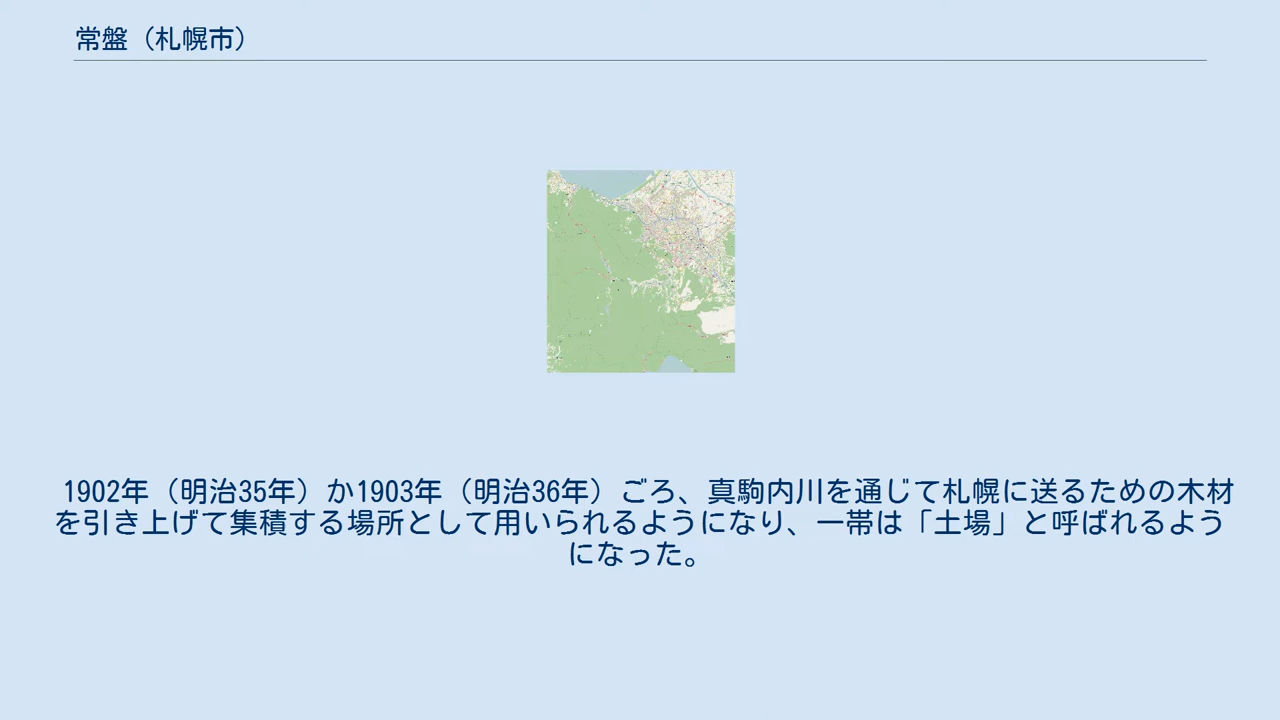 常盤（札幌市）
1902年（明治35年）か1903年（明治36年）ごろ、真駒内川を通じて札幌に送るための木材
を引き上げて集積する場所として用いられるようになり、一帯は「土場」と呼ばれるよう
になった。